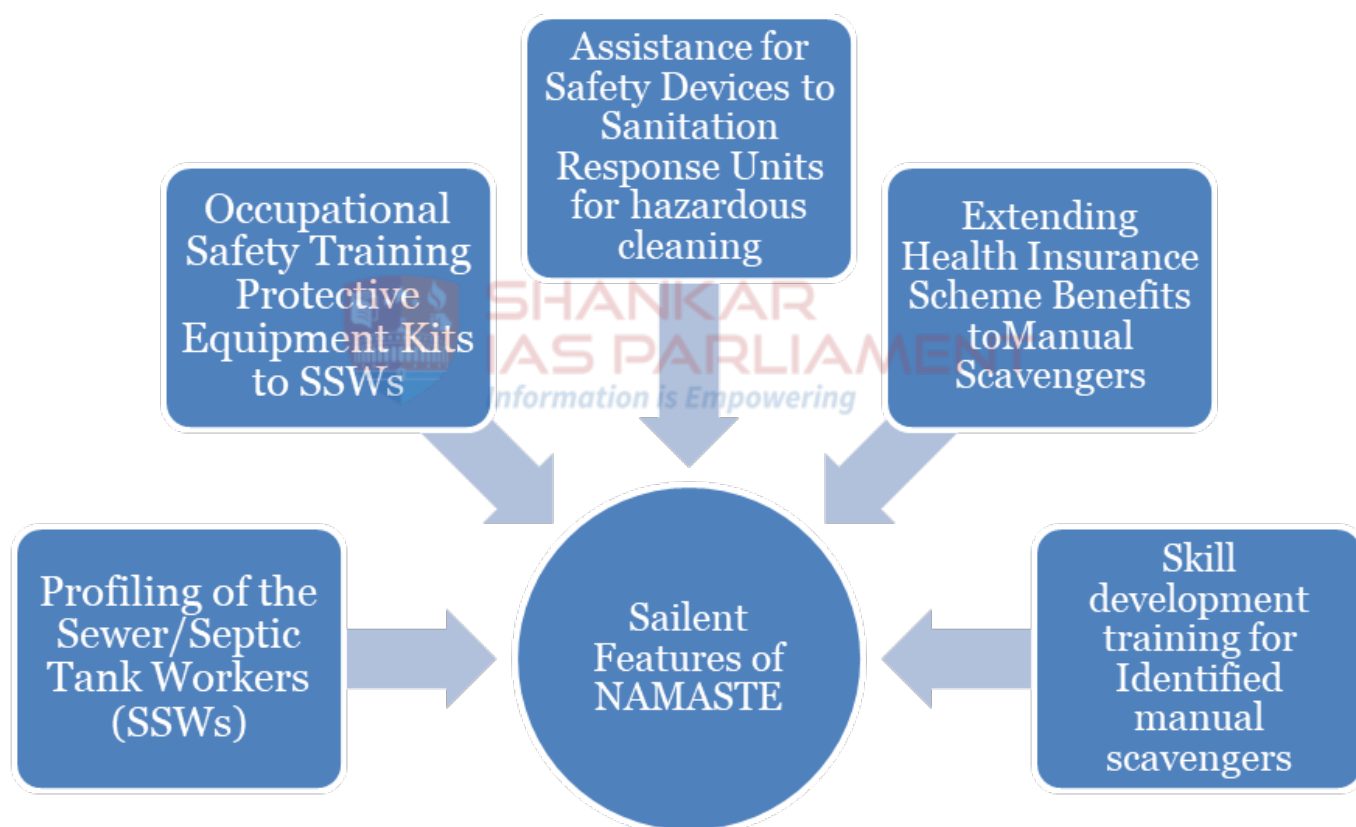 Assistance for
Safety Devices to
Sanitation
Response Units
for hazardous
cleaning
Occupational
Safety Training
Protective
Equipment Kits
to SSWs
Extending
Health Insurance
Scheme Benefits
toManual
Scavengers
SHANKAR
IAS PARLIAMENT
Information is Empowering
Profiling of the
Sewer/Septic
Tank Workers
(SSWs)
Sailent
Features of
NAMASTE
Skill
development
training for
Identified
manual
scavengers